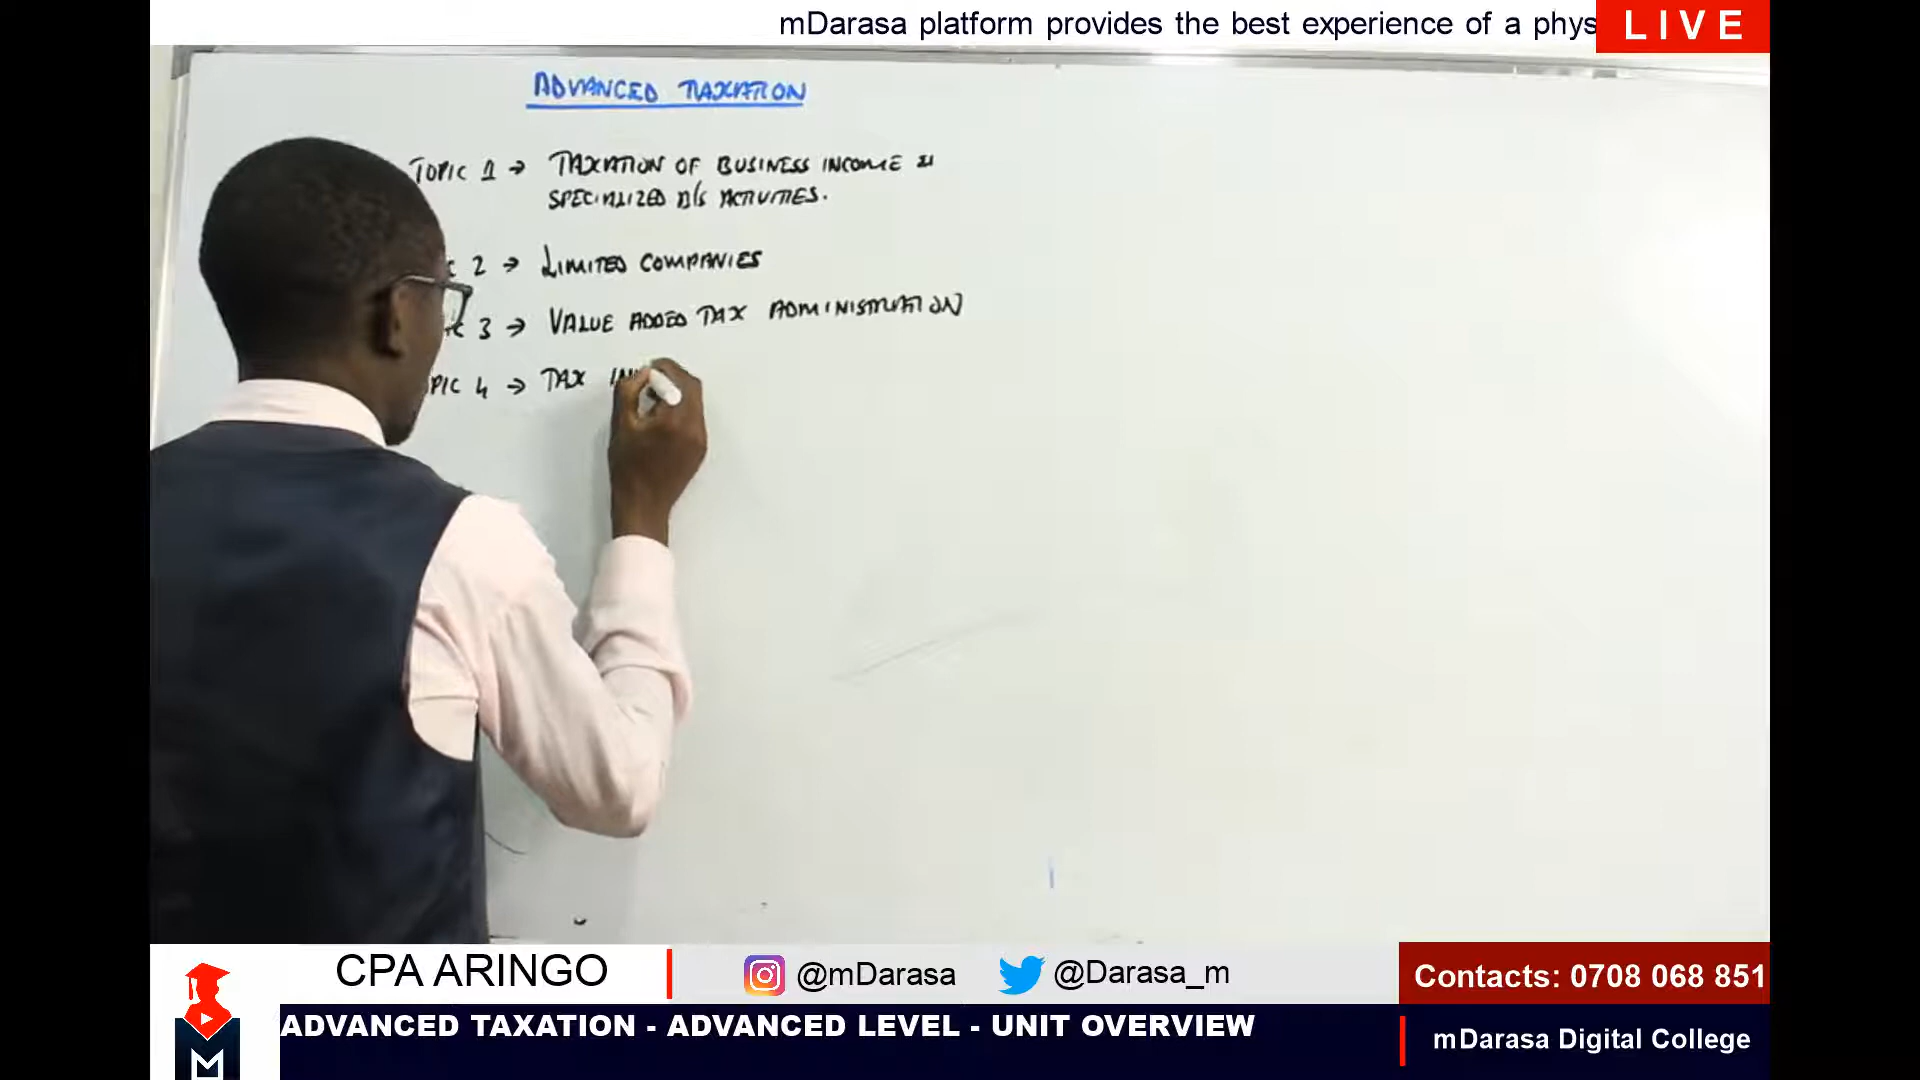 mDarasa platform provides the best experience of a phys
LIVE
ADVANCED TAXATION
TOPIC 1 → TAXATION OF BUSINESS INCOME &
SPECIALIZED B/S ACTIVITIES.
C 2 → LIMITED COMPANIES
IC 3 → VALUE ADDED TAX ADMINISTRATION
PIC 4 → TAX
CPA ARINGO
@mDarasa
@Darasa_m
Contacts: 0708 068 851
ADVANCED TAXATION - ADVANCED LEVEL - UNIT OVERVIEW
mDarasa Digital College
M